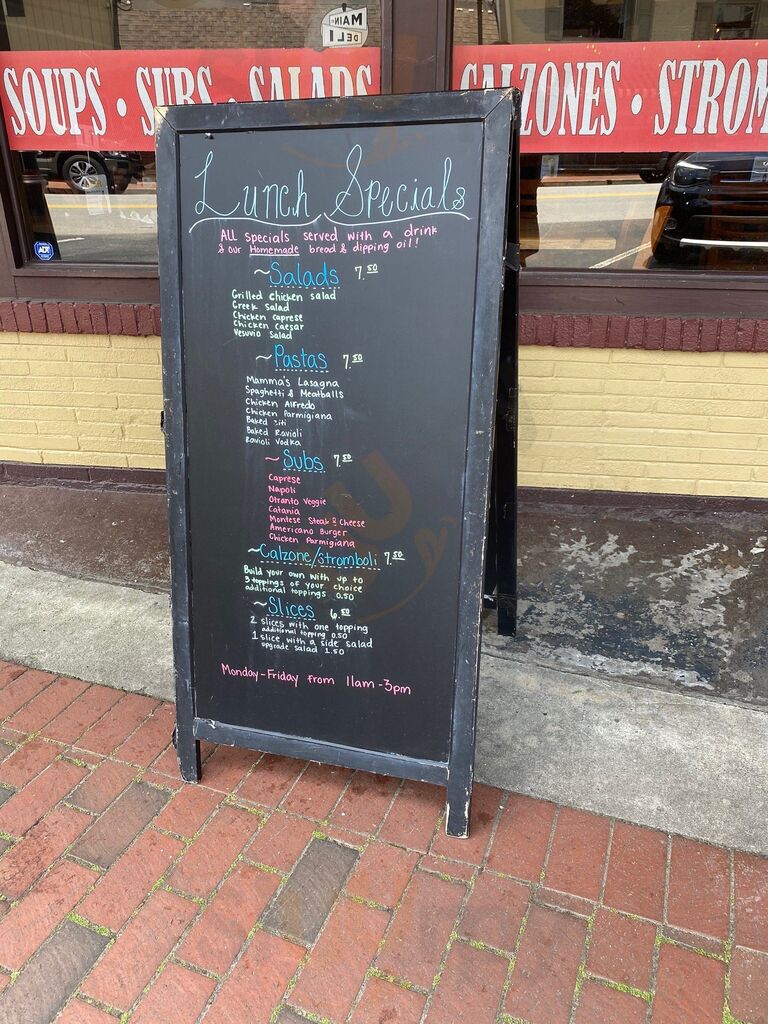 MAIN ST
DELI
SOUPS • SUBS • SALADS
CALZONES • STROM
ADT
Lunch Specials
ALL Specials served with a drink
& our Homemade bread & dipping oil!
~Salads 7.50
Grilled chicken salad
Greek Salad
Chicken caprese
Chicken caesar
Vesuvio Salad
~Pastas 7.50
Mamma's Lasagna
Spaghetti & Meatballs
Chicken Alfredo
Chicken Parmigiana
Baked Ziti
Baked Ravioli
Ravioli Vodka
~Subs 7.50
Caprese
Napoli
Otranto Veggie
Catania
Montese Steak & Cheese
Americano Burger
Chicken Parmigiana
~Calzone/Stromboli 7.50
Build your own with up to
3 toppings of your choice
additional toppings 0.50
~Slices 6.50
2 slices with one topping
additional topping 0.50
1 slice with a side salad
upgrade salad 1.50
Monday-Friday from 11am-3pm